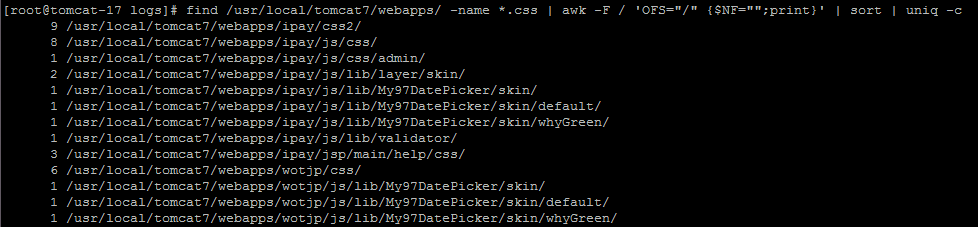 [root@tomcat-17 logs]# find /usr/local/tomcat7/webapps/ -name *.css | awk -F / 'OFS="/" {$NF="";print}' | sort | uniq -c
9 /usr/local/tomcat7/webapps/ipay/css2/
8 /usr/local/tomcat7/webapps/ipay/js/css/
1 /usr/local/tomcat7/webapps/ipay/js/css/admin/
2 /usr/local/tomcat7/webapps/ipay/js/lib/layer/skin/
1 /usr/local/tomcat7/webapps/ipay/js/lib/My97DatePicker/skin/
1 /usr/local/tomcat7/webapps/ipay/js/lib/My97DatePicker/skin/default/
1 /usr/local/tomcat7/webapps/ipay/js/lib/My97DatePicker/skin/whyGreen/
1 /usr/local/tomcat7/webapps/ipay/js/lib/validator/
3 /usr/local/tomcat7/webapps/ipay/jsp/main/help/css/
6 /usr/local/tomcat7/webapps/wotjp/css/
1 /usr/local/tomcat7/webapps/wotjp/js/lib/My97DatePicker/skin/
1 /usr/local/tomcat7/webapps/wotjp/js/lib/My97DatePicker/skin/default/
1 /usr/local/tomcat7/webapps/wotjp/js/lib/My97DatePicker/skin/whyGreen/